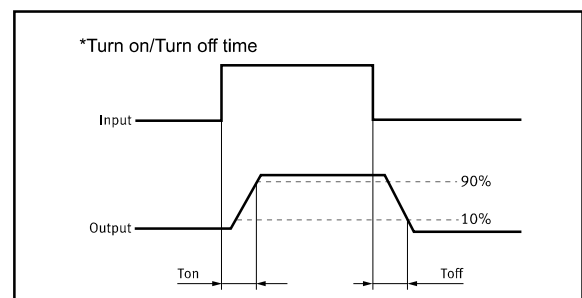 *Turn on/Turn off time
Input
90%
10%
Output
Ton
Toff